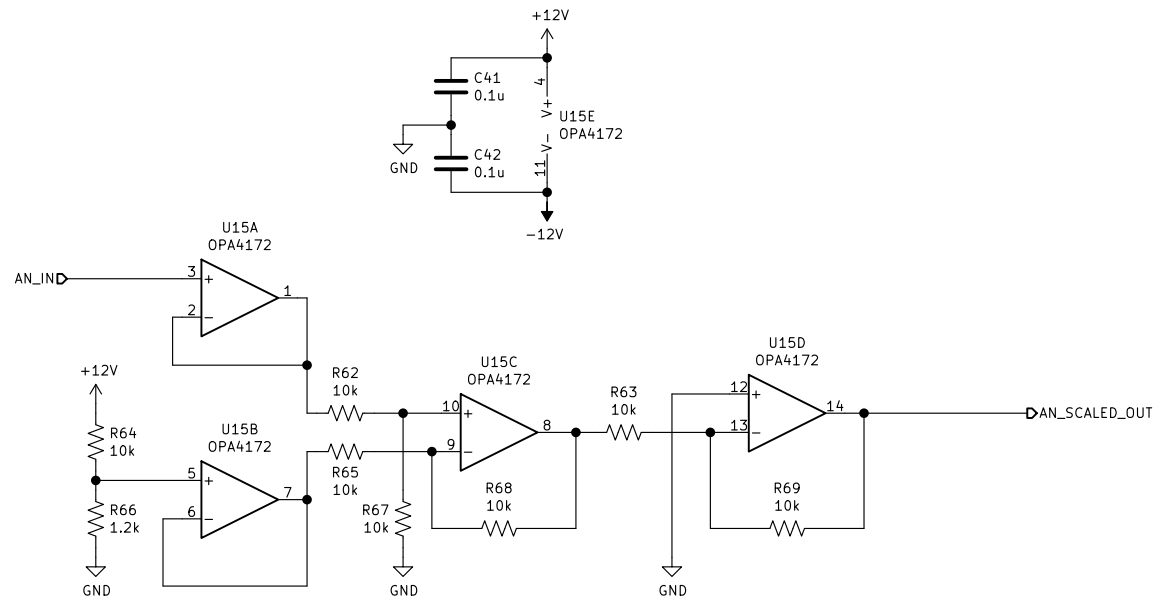 +12V
4
V+
C41
0.1u
U15E
OPA4172
GND
C42
0.1u
V-
11
-12V
U15A
OPA4172
AN_IN
3
+
1
2
-
+12V
R62
10k
U15C
OPA4172
U15D
OPA4172
R64
10k
U15B
OPA4172
10
+
8
9
-
R63
10k
12
+
14
13
-
AN_SCALED_OUT
R65
10k
5
+
7
6
-
R66
1.2k
R67
10k
R68
10k
R69
10k
GND
GND
GND